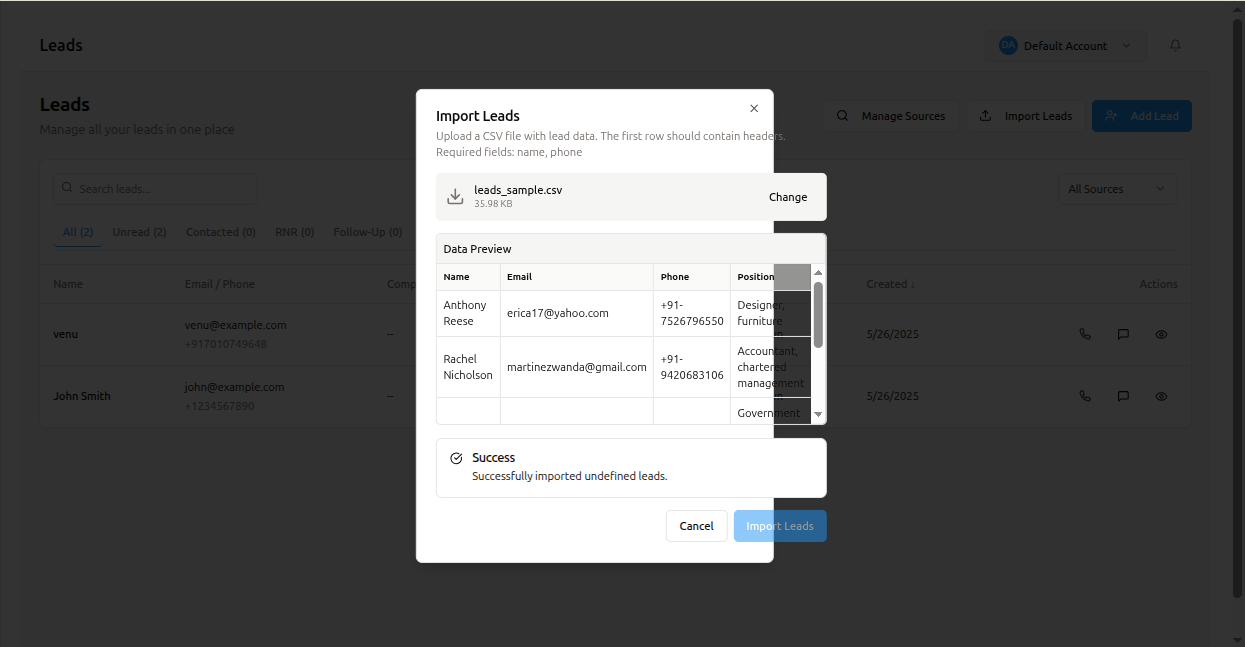 Leads
DA Default Account
Leads
Manage all your leads in one place
Manage Sources
Import Leads
Add Lead
Search leads...
All Sources
All (2) Unread (2) Contacted (0) RNR (0) Follow-Up (0)
Name Email / Phone Comp Created ↓ Actions
venu
venu@example.com
+917010749648
--
5/26/2025
John Smith
john@example.com
+1234567890
--
5/26/2025
Import Leads
Upload a CSV file with lead data. The first row should contain headers.
Required fields: name, phone
leads_sample.csv
35.98 KB
Change
Data Preview
Name Email Phone Position
Anthony
Reese
erica17@yahoo.com
+91-
7526796550
Designer,
furniture
Rachel
Nicholson
martinezwanda@gmail.com
+91-
9420683106
Accountant,
chartered
management
Government
Success
Successfully imported undefined leads.
Cancel
Import Leads